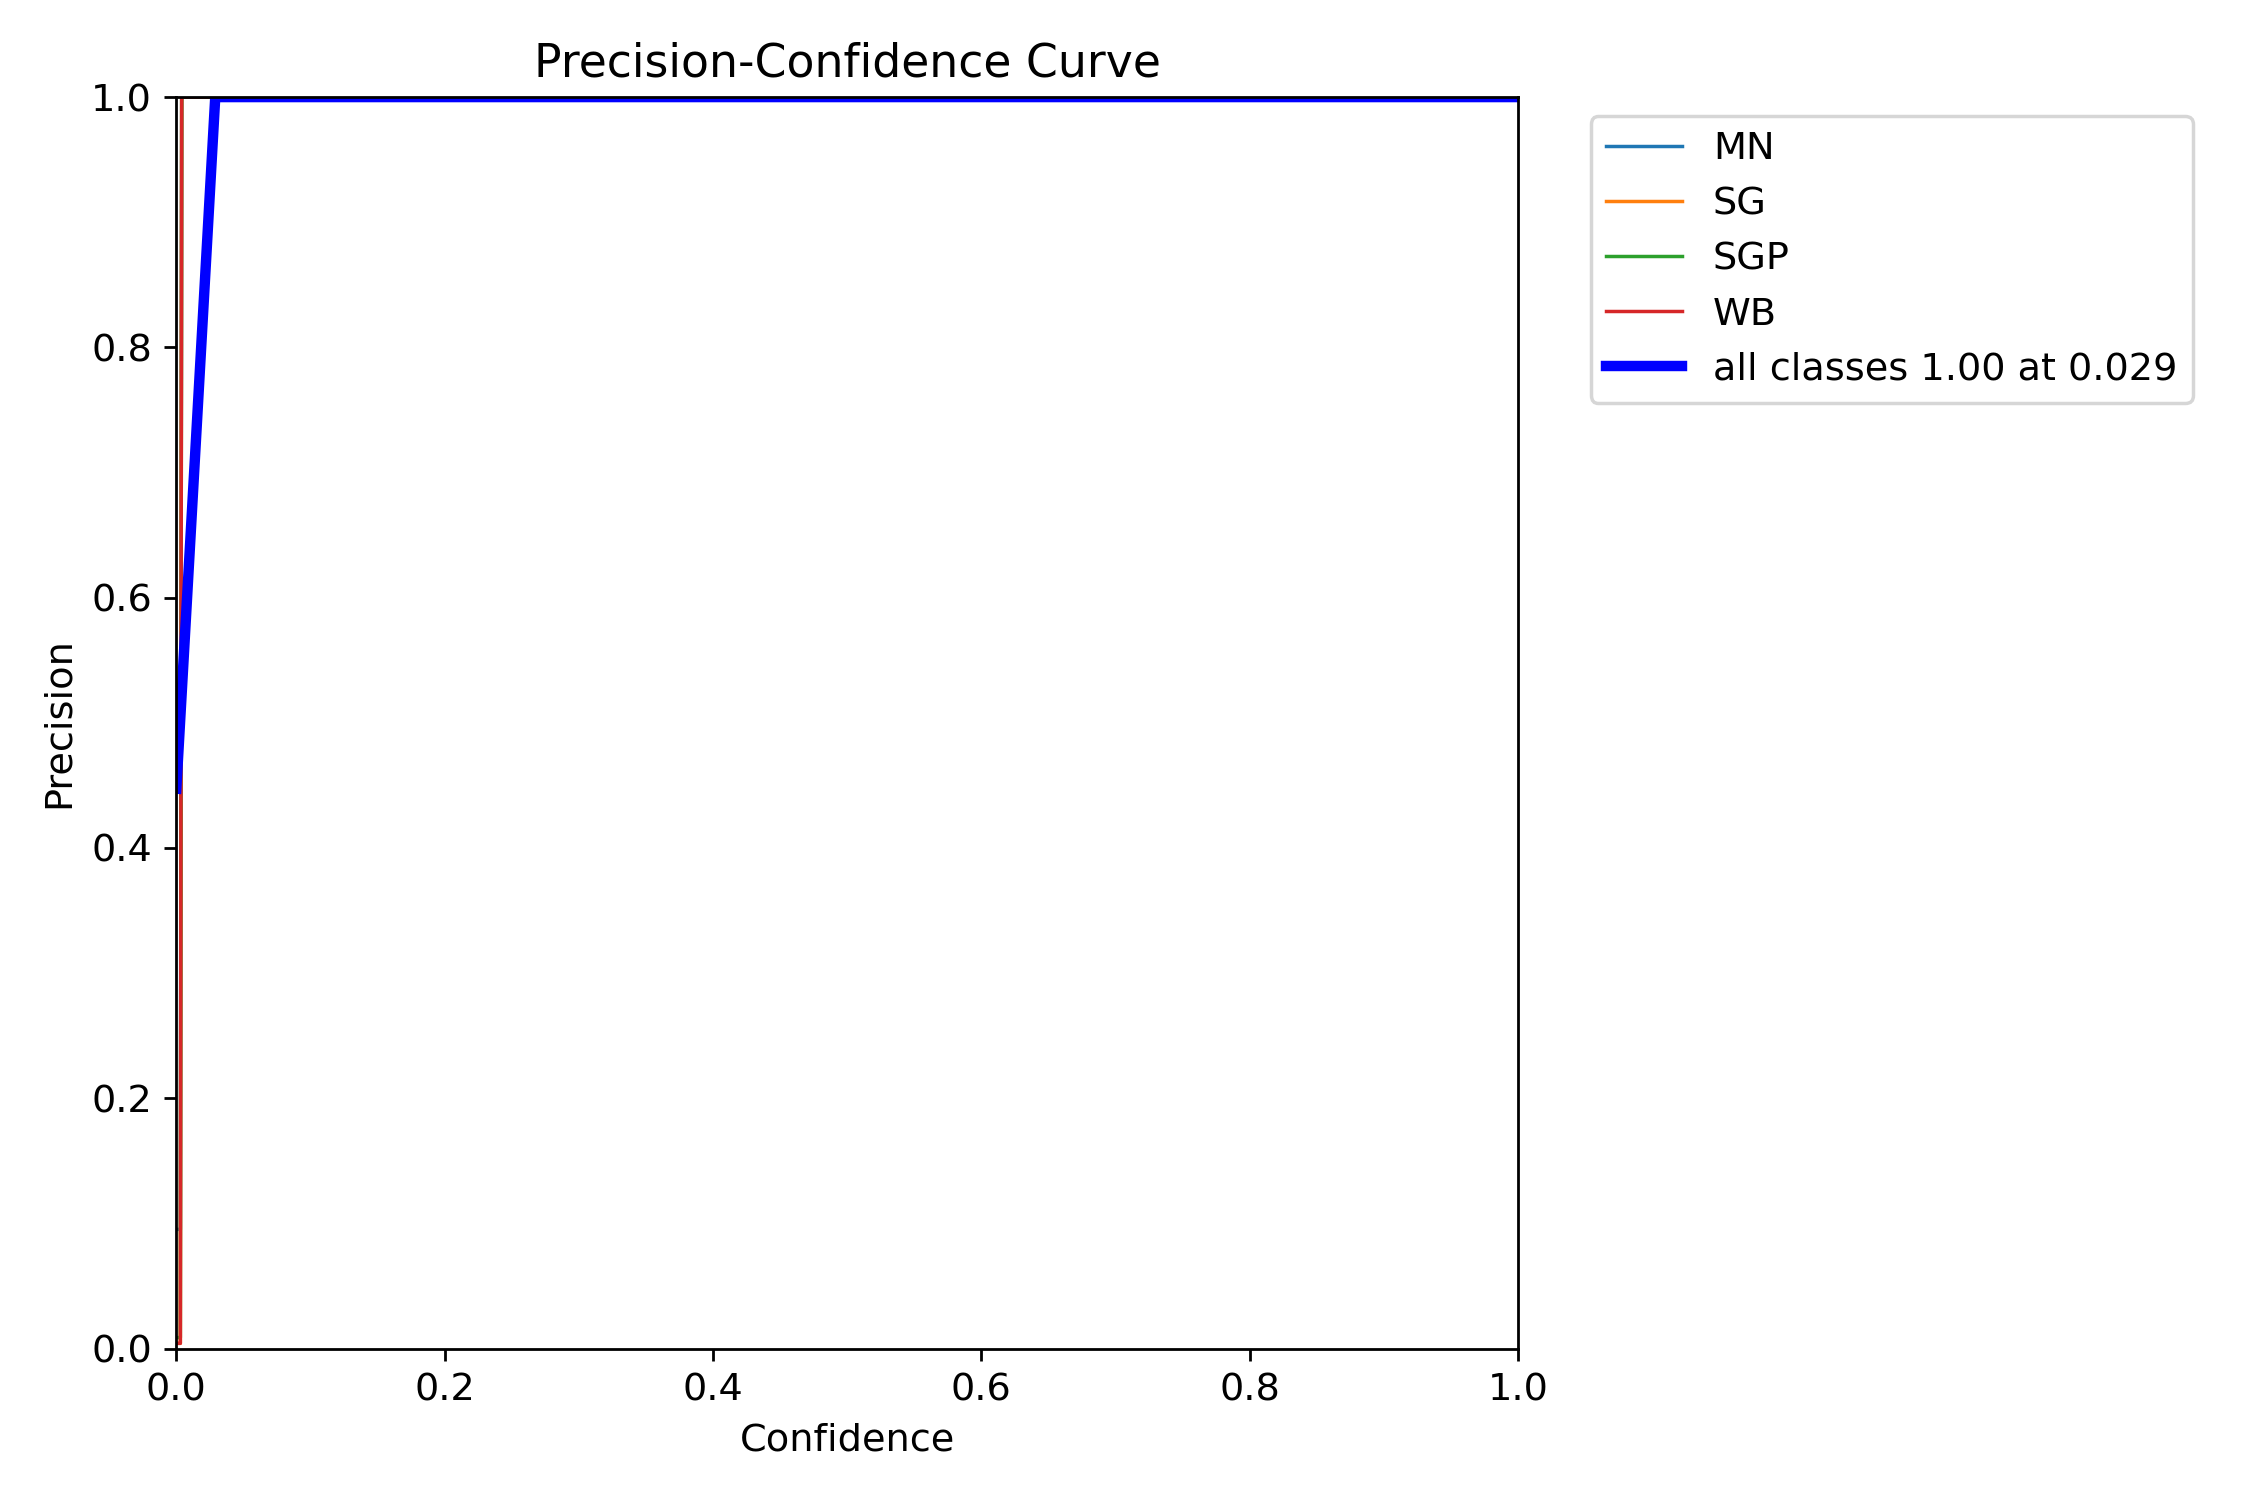 Precision-Confidence Curve
1.0
0.8
0.6
0.4
0.2
0.0
Precision
0.0 0.2 0.4 0.6 0.8 1.0
Confidence
MN
SG
SGP
WB
all classes 1.00 at 0.029